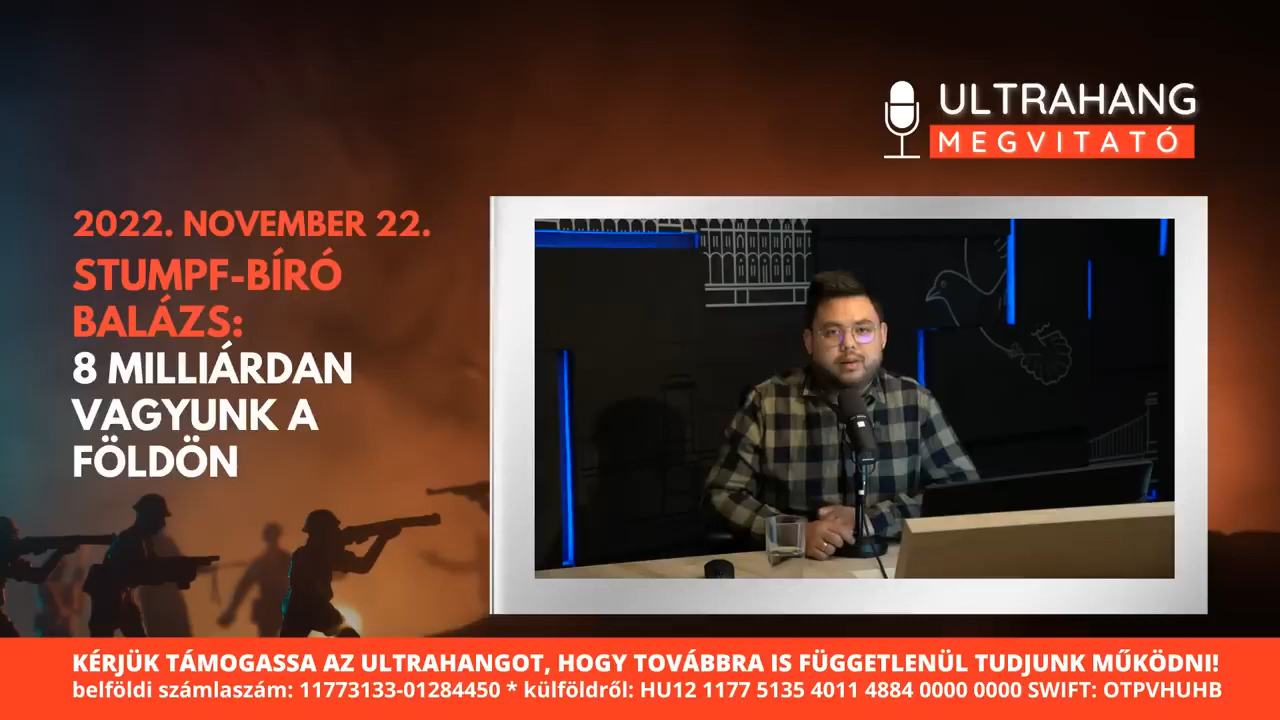 ULTRAHANG
MEGVITATÓ
2022. NOVEMBER 22.
STUMPF-BÍRÓ
BALÁZS:
8 MILLIÁRDAN
VAGYUNK A
FÖLDÖN
KÉRJÜK TÁMOGASSA AZ ULTRAHANGOT, HOGY TOVÁBBRA IS FÜGGETLENÜL TUDJUNK MŰKÖDNI!
belföldi számlaszám: 11773133-01284450 * külföldről: HU12 1177 5135 4011 4884 0000 0000 SWIFT: OTPVHUHB